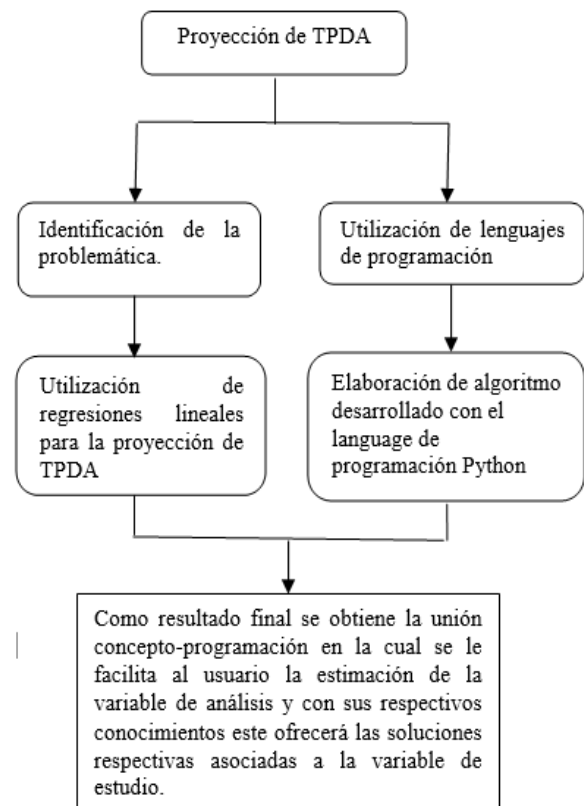 Proyección de TPDA
Identificación de la
problemática.
Utilización de lenguajes
de programación
Utilización de
regresiones lineales
para la proyección de
TPDA
Elaboración de algoritmo
desarrollado con el
language de
programación Python
Como resultado final se obtiene la unión
concepto-programación en la cual se le
facilita al usuario la estimación de la
variable de análisis y con sus respectivos
conocimientos este ofrecerá las soluciones
respectivas asociadas a la variable de
estudio.